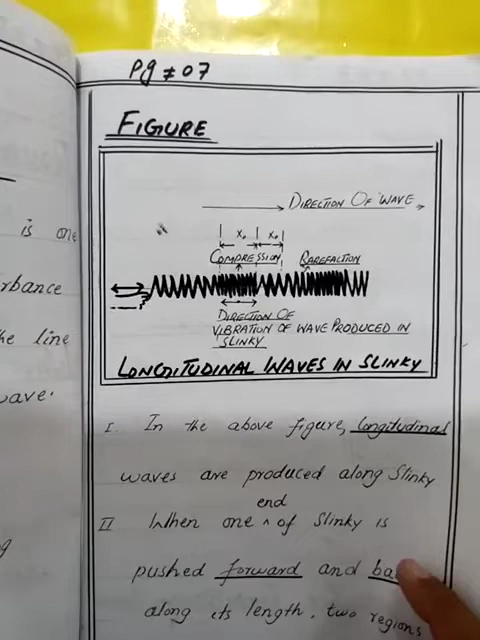 Pg # 07
FIGURE
DIRECTION OF WAVE
X₀ X₀
COMPRESSION RAREFACTION
DIRECTION OF
VIBRATION OF WAVE PRODUCED IN
SLINKY
LONGITUDINAL WAVES IN SLINKY
is one
rbance
he line
wave.
I. In the above figure, longitudinal
waves are produced along Slinky
end
II When one ^ of Slinky is
pushed forward and
along its length, two regions